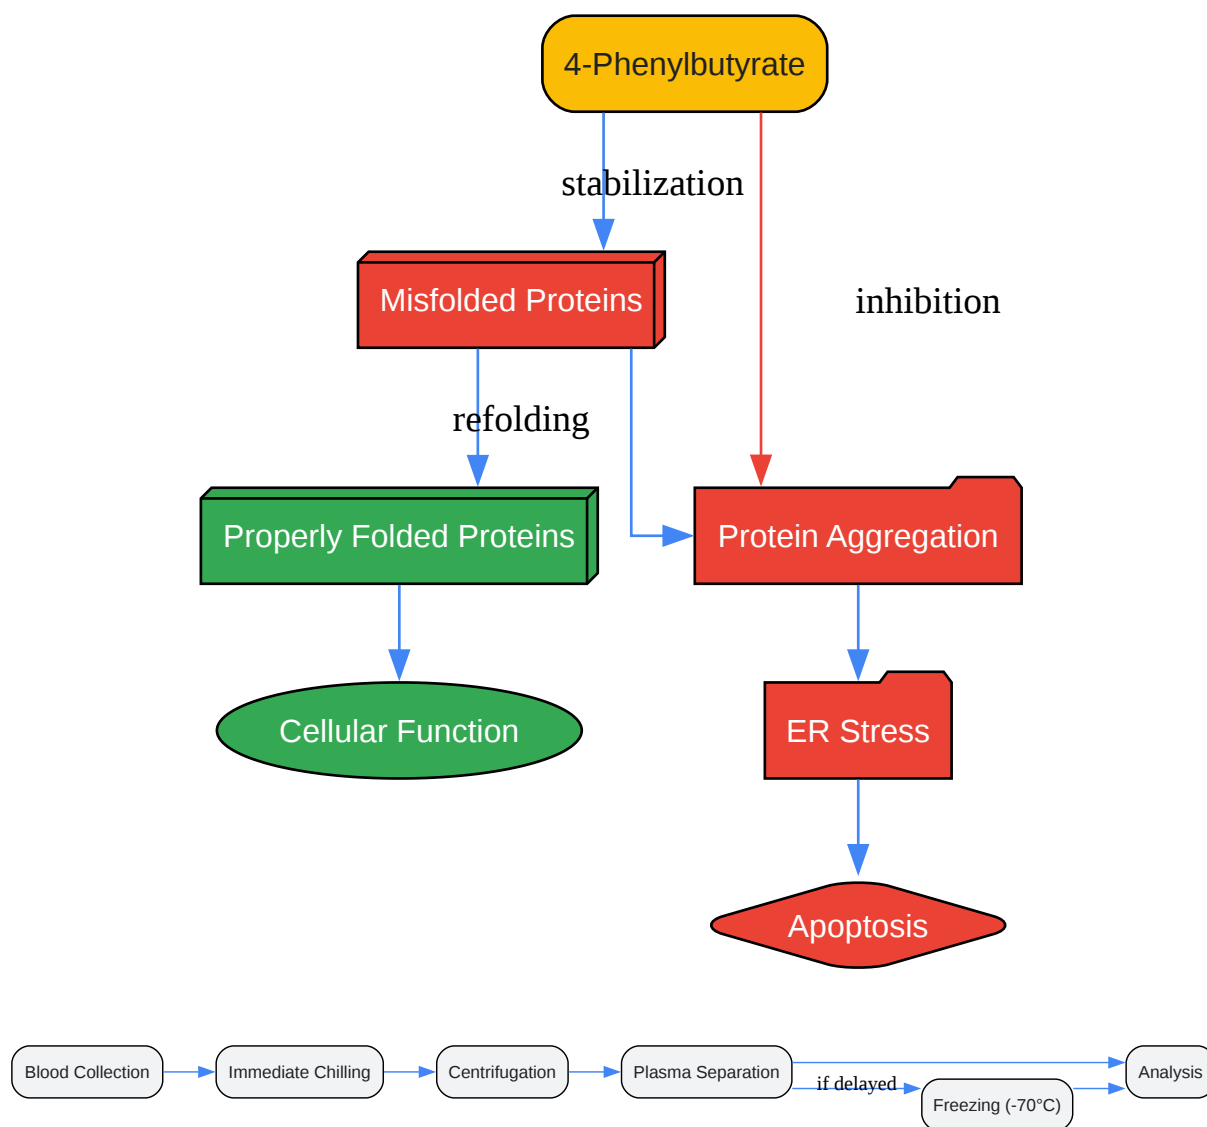 4-Phenylbutyrate
stabilization
Misfolded Proteins
inhibition
refolding
Properly Folded Proteins
Protein Aggregation
Cellular Function
ER Stress
Apoptosis
Blood Collection
Immediate Chilling
Centrifugation
Plasma Separation
if delayed
Freezing (-70°C)
Analysis